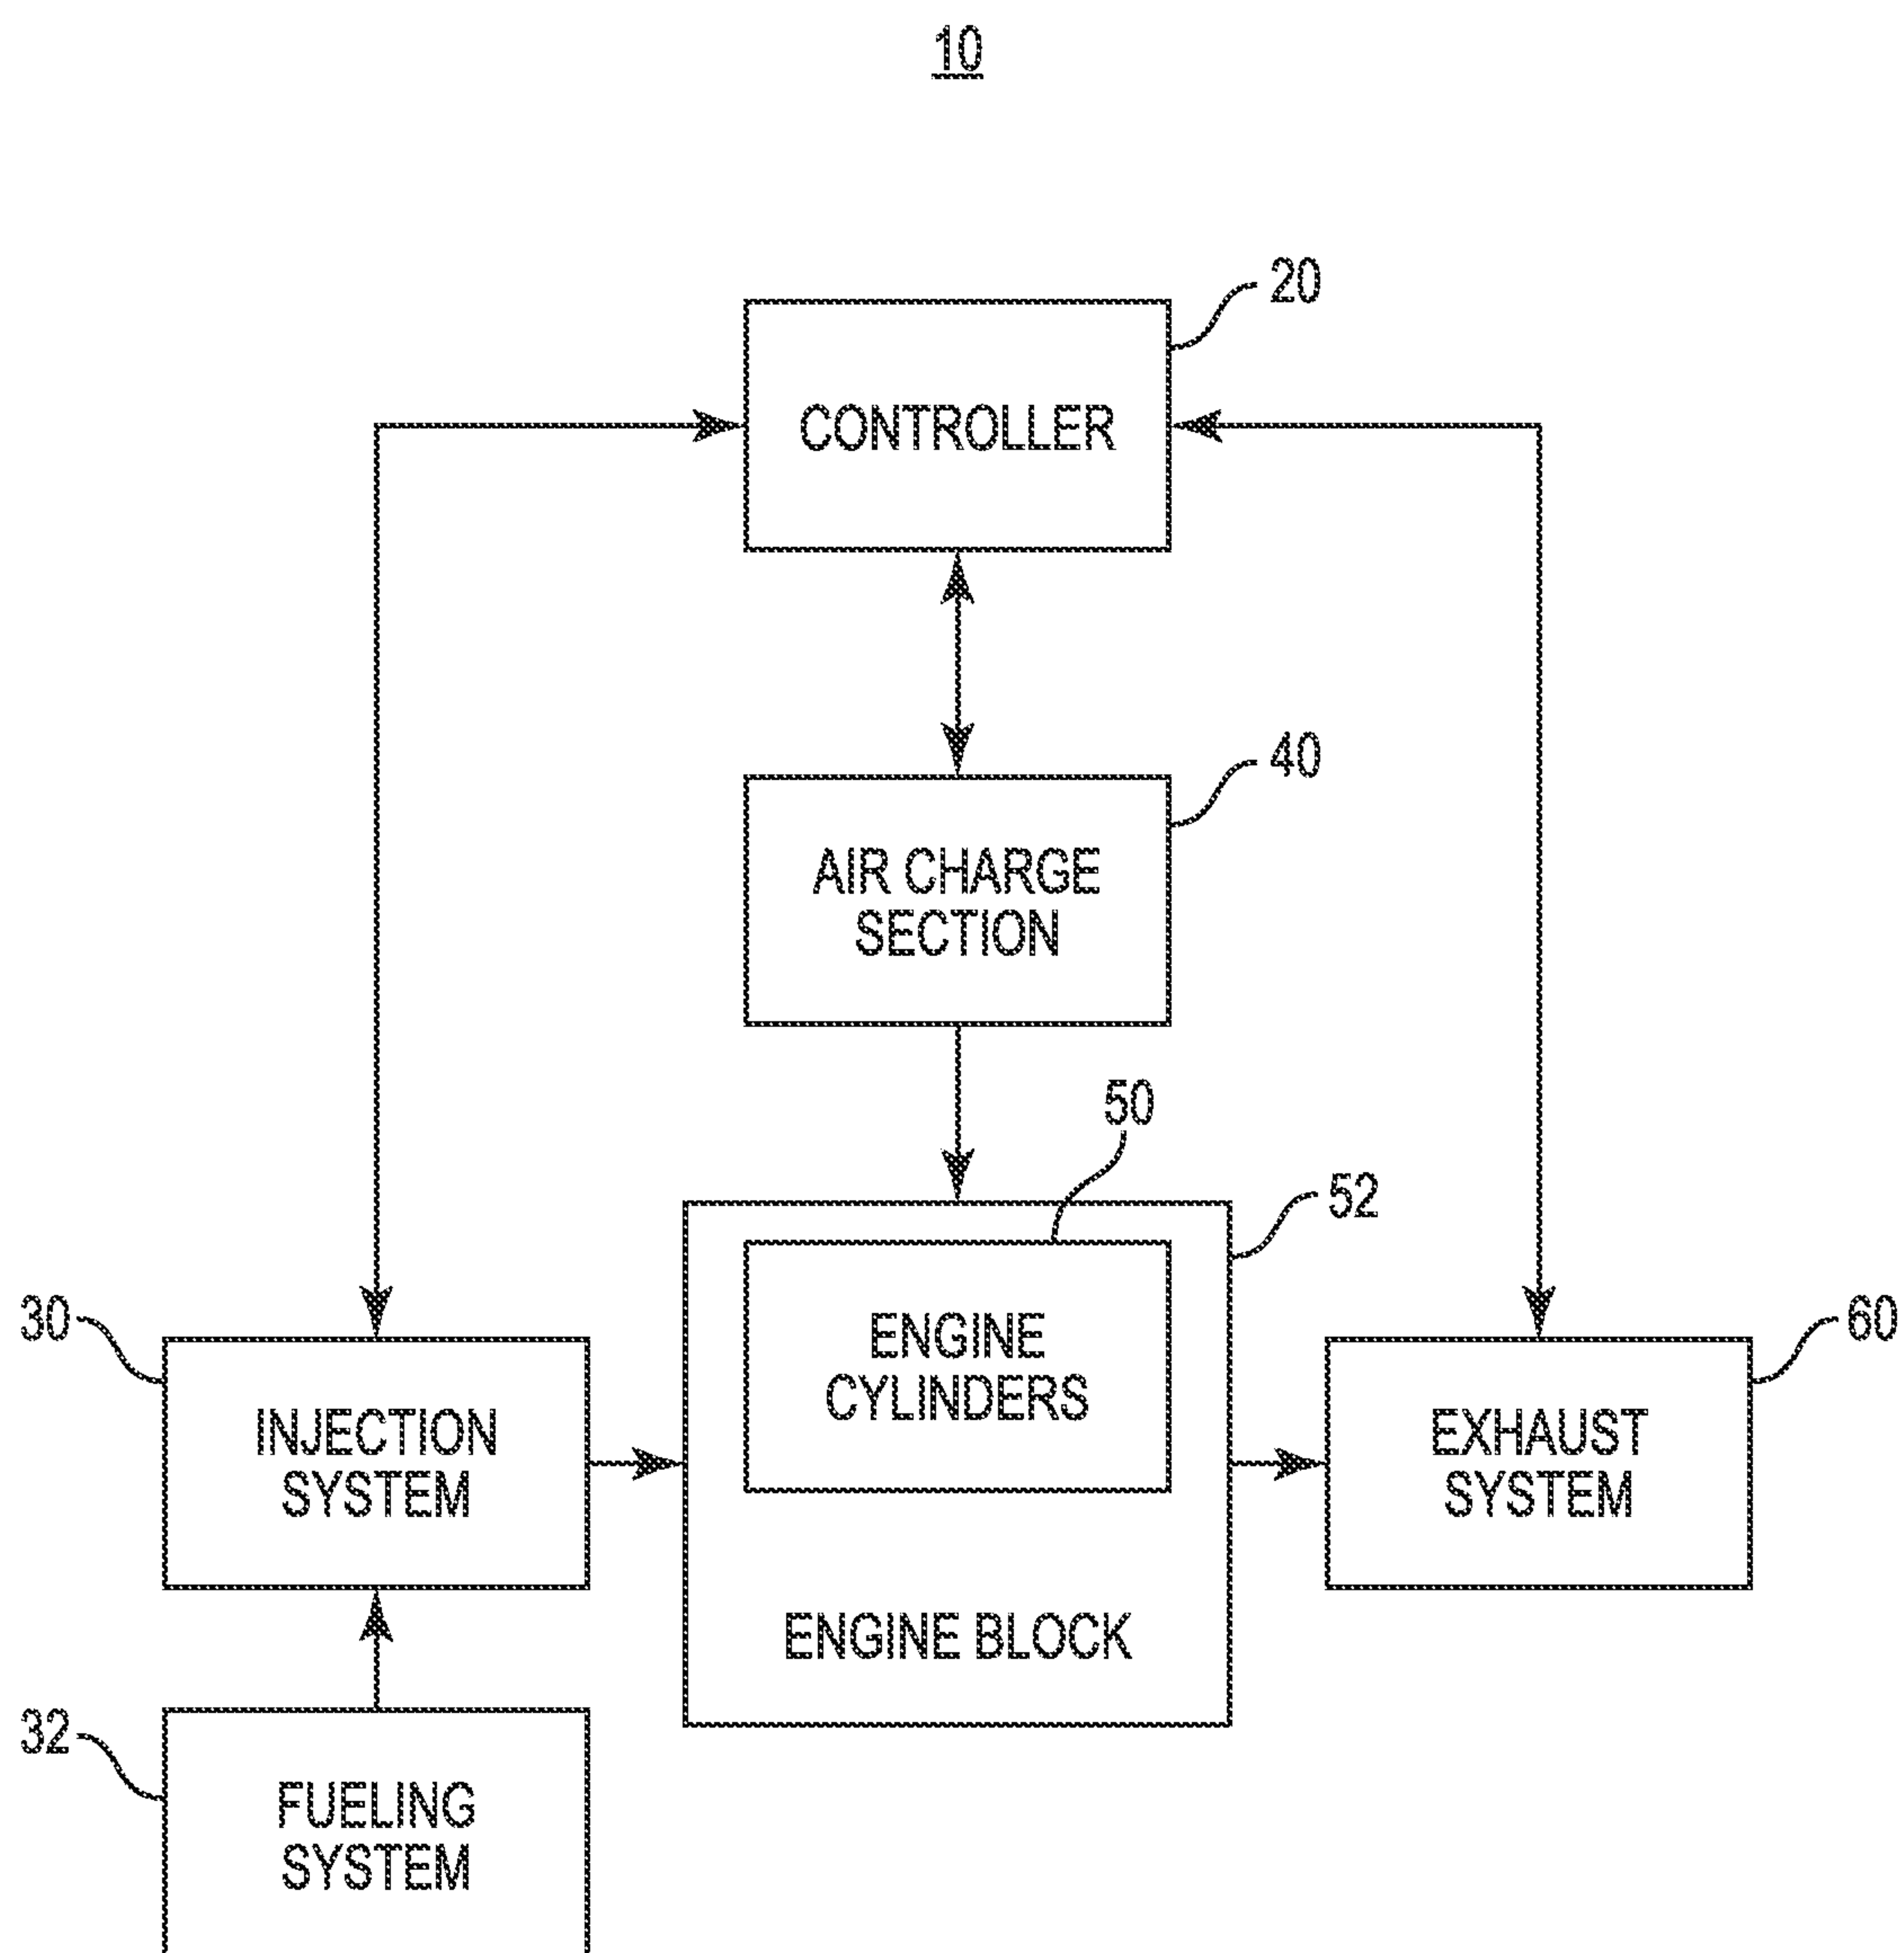 10
20
CONTROLLER
40
AIR CHARGE
SECTION
50
52
ENGINE
CYLINDERS
ENGINE BLOCK
30
INJECTION
SYSTEM
60
EXHAUST
SYSTEM
32
FUELING
SYSTEM